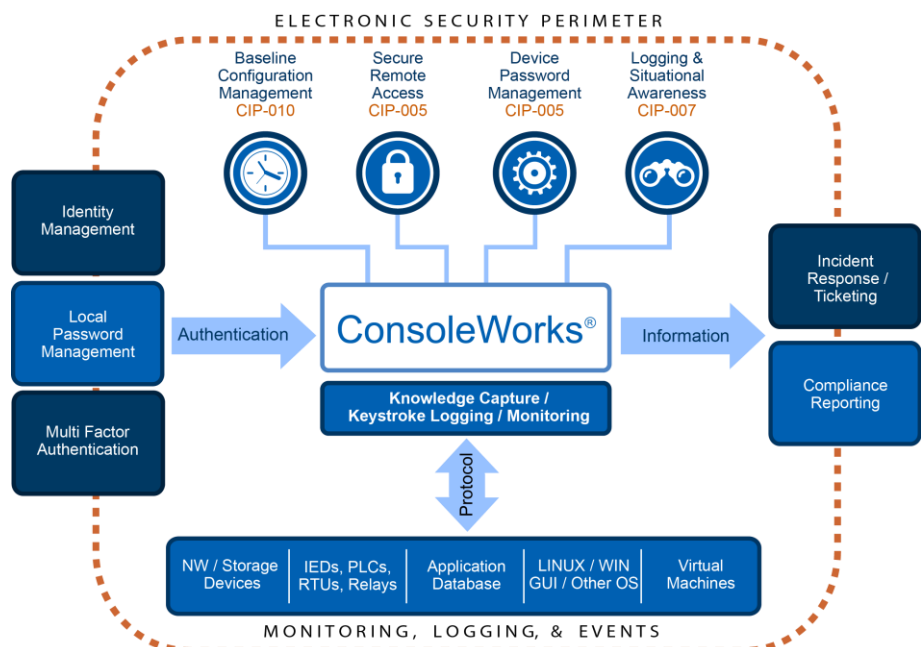 ELECTRONIC SECURITY PERIMETER
Baseline
Configuration
Management
CIP-010
Secure
Remote
Access
CIP-005
Device
Password
Management
CIP-005
Logging &
Situational
Awareness
CIP-007
Identity
Management
Local
Password
Management
Multi Factor
Authentication
Authentication
ConsoleWorks®
Knowledge Capture /
Keystroke Logging / Monitoring
Information
Incident
Response /
Ticketing
Compliance
Reporting
Protocol
NW / Storage
Devices
IEDs, PLCs,
RTUs, Relays
Application
Database
LINUX / WIN
GUI / Other OS
Virtual
Machines
MONITORING, LOGGING, & EVENTS